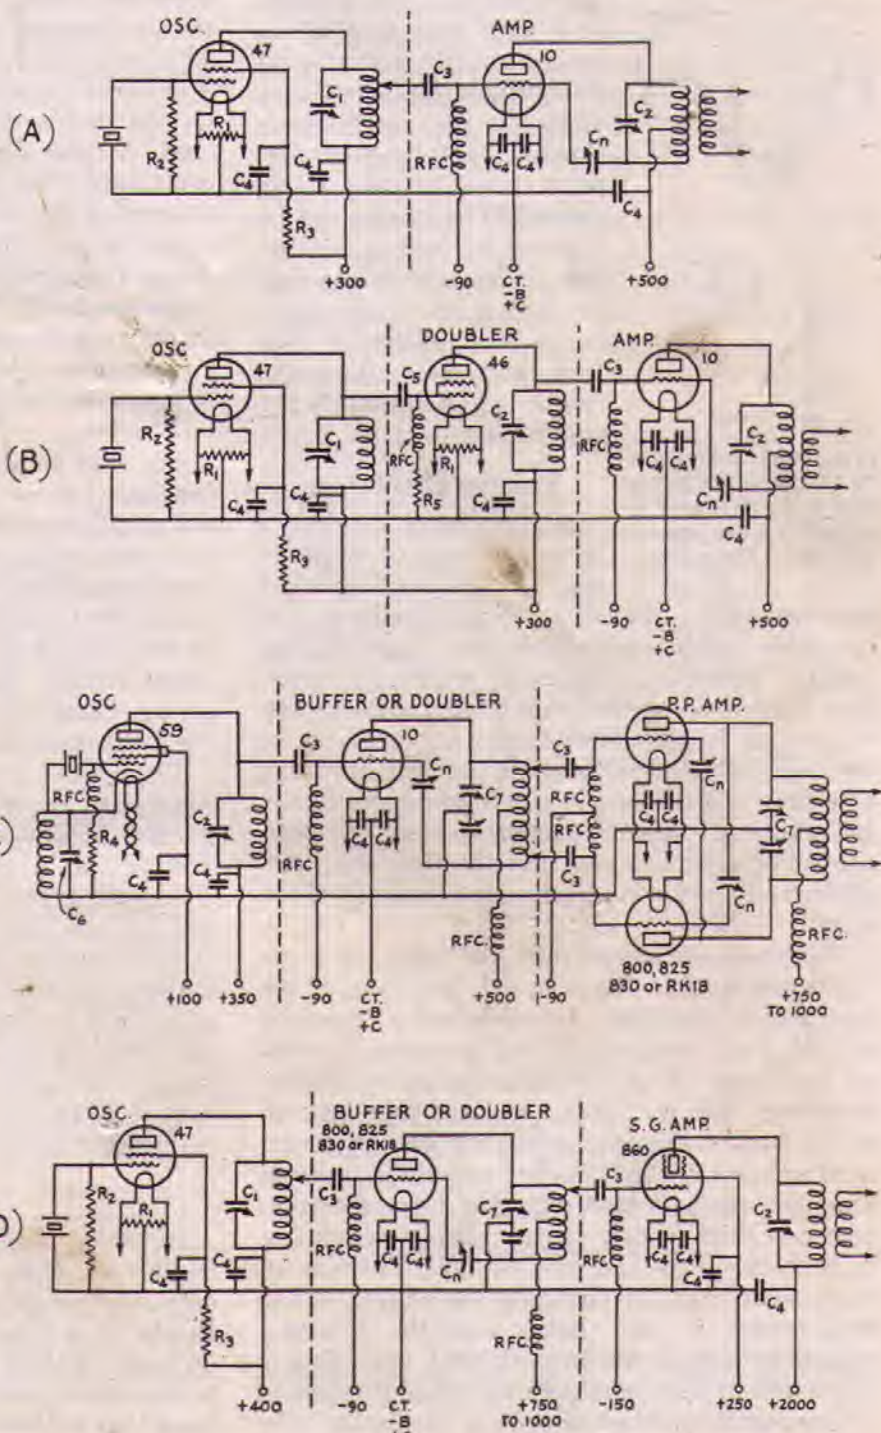 OSC. AMP.
(A)
47 10
C₁ C₃ C₂
R₁ R₂ C₄ C₄ RFC C₄ C₄ Cn
R₃ C₄
+300 -90 CT. +500
-B
+C
DOUBLER
OSC AMP.
(B)
47 46 10
C₅ C₃
R₂ C₁ RFC C₂ RFC C₂
R₁ R₁ C₄ C₄
C₄ C₄ R₅ C₄ Cn
R₃ C₄
+300 -90 CT. +500
-B
+C
OSC BUFFER OR DOUBLER P.P. AMP.
)
59 10
C₃ C₃ Cn
RFC C₂ Cn C₇ RFC C₄ C₄ C₇
R₄ RFC C₄ C₄ RFC
C₄ C₄ C₃ Cn
C₆
RFC. RFC.
800, 825
830 or RK18
+100 +350 -90 CT. +500 -90 +750
-B TO 1000
+C
OSC. BUFFER OR DOUBLER S.G. AMP.
)
47 800, 825 860
830 or RK18
R₂ C₁ C₃ C₇ C₃ C₂
R₁ RFC C₄ C₄ RFC C₄ C₄
C₄ C₄ Cn C₄ C₄
R₃ RFC
+400 -90 CT. +750 -150 +250 +2000
-B TO 1000